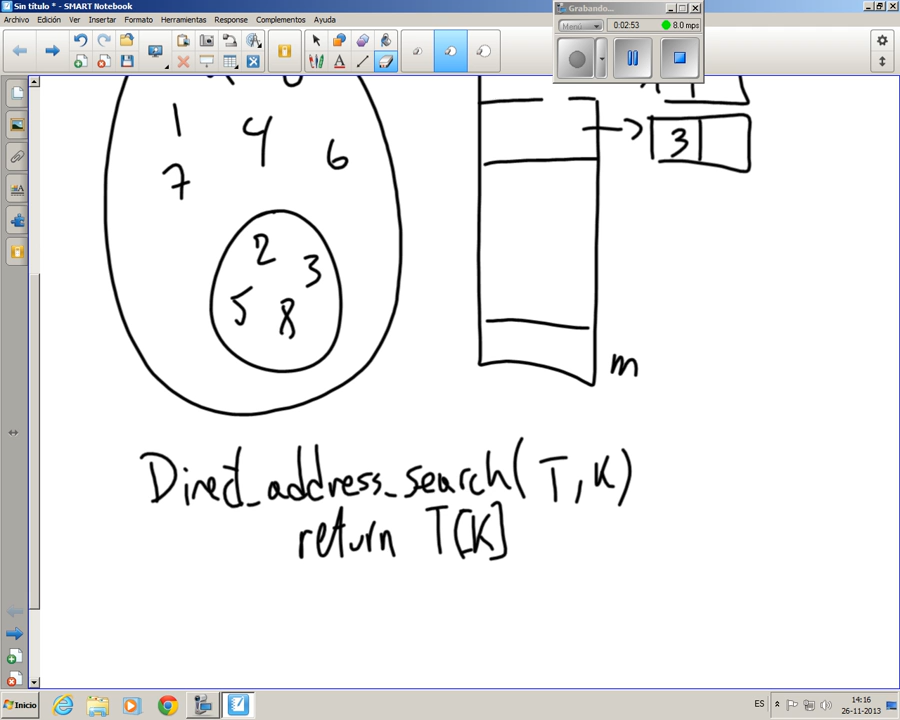 Sin título * - SMART Notebook
Grabando...
Archivo Edición Ver Insertar Formato Herramientas Response Complementos Ayuda
Menú 0:02:53 8.0 mps
1 4 6
7
3
2 3
5 8
m
Direct_address_search( T, K)
return T[K]
Inicio
ES
14:16
26-11-2013